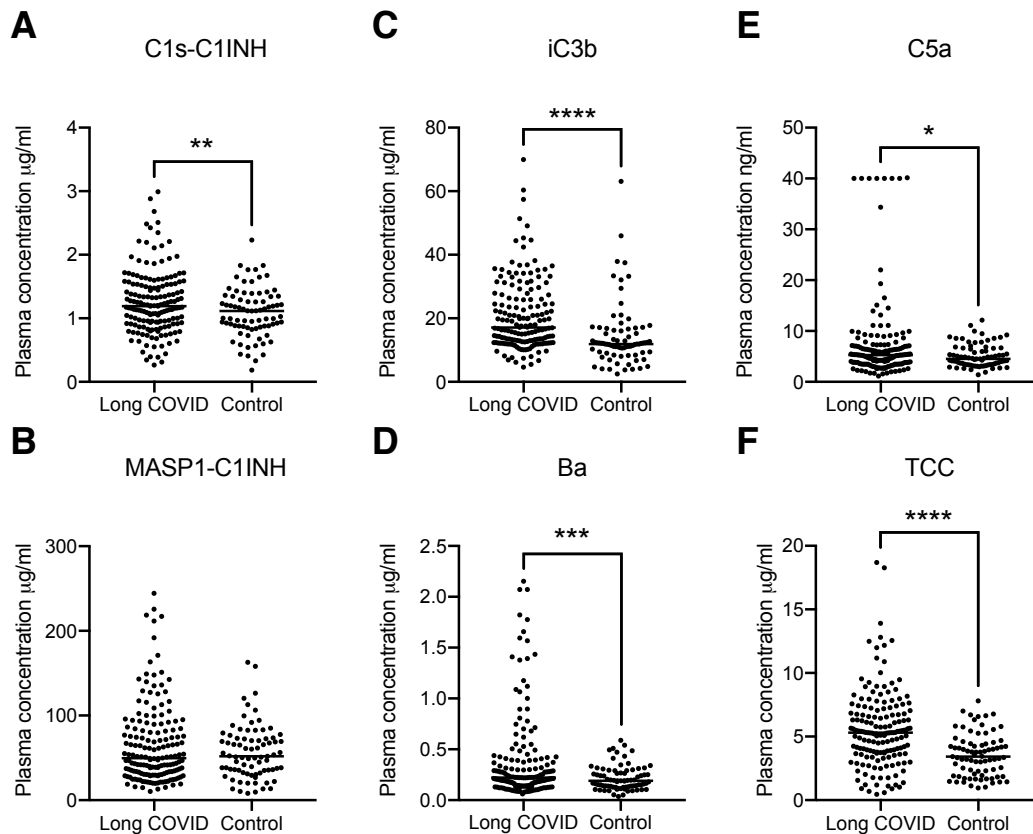 A
C1s-C1INH
Plasma concentration µg/ml
4
3
2
1
0
**
Long COVID
Control
C
iC3b
Plasma concentration µg/ml
80
60
40
20
0
****
Long COVID
Control
E
C5a
Plasma concentration ng/ml
50
40
30
20
10
0
*
Long COVID
Control
B
MASP1-C1INH
Plasma concentration µg/ml
300
200
100
0
Long COVID
Control
D
Ba
Plasma concentration µg/ml
2.5
2.0
1.5
1.0
0.5
0.0
***
Long COVID
Control
F
TCC
Plasma concentration µg/ml
20
15
10
5
0
****
Long COVID
Control